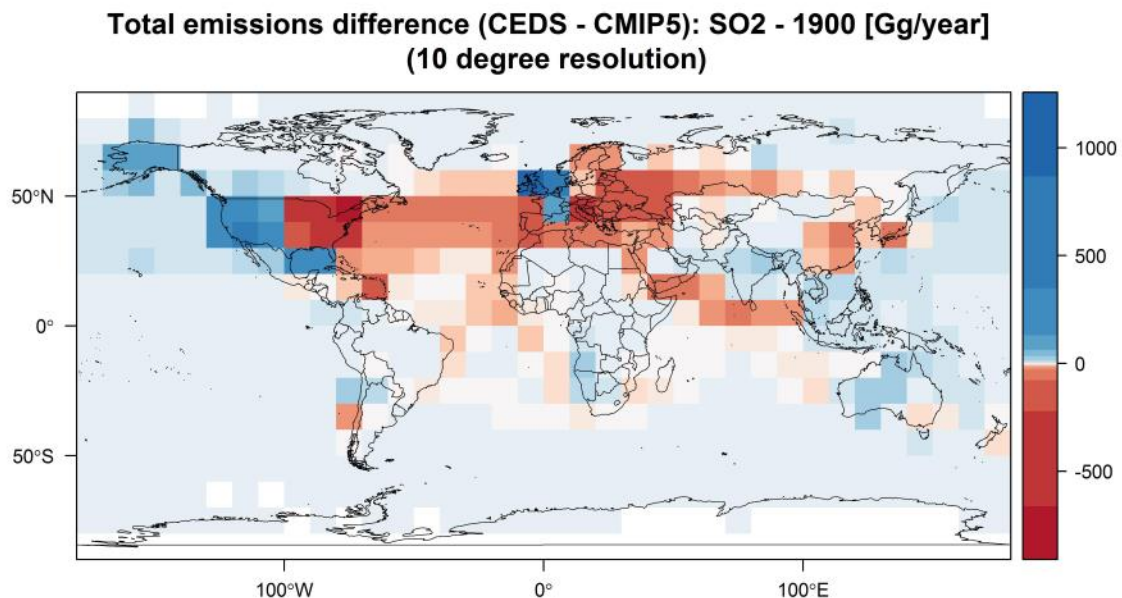 Total emissions difference (CEDS - CMIP5): SO2 - 1900 [Gg/year]
(10 degree resolution)
50°N
0°
50°S
100°W
0°
100°E
1000
500
0
-500